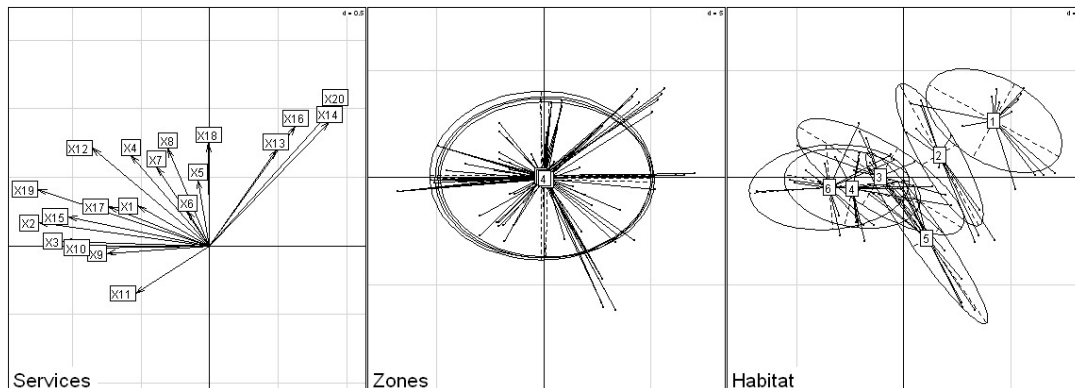 d = 0.5
X20
X14
X16
X13
X18
X8
X4
X12
X7
X5
X6
X19
X17
X1
X15
X2
X3
X10
X9
X11
Services
d = 5
4
Zones
1
2
3
6
4
5
Habitat